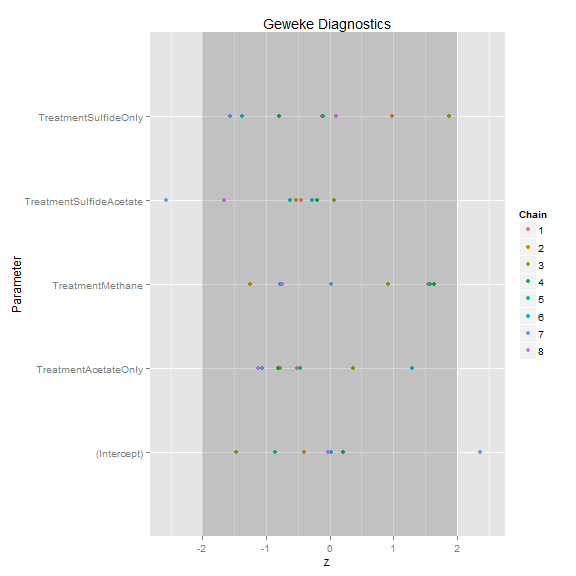 Geweke Diagnostics
TreatmentSulfideOnly
TreatmentSulfideAcetate
TreatmentMethane
TreatmentAcetateOnly
(Intercept)
Parameter
-2 -1 0 1 2
z
Chain
1
2
3
4
5
6
7
8